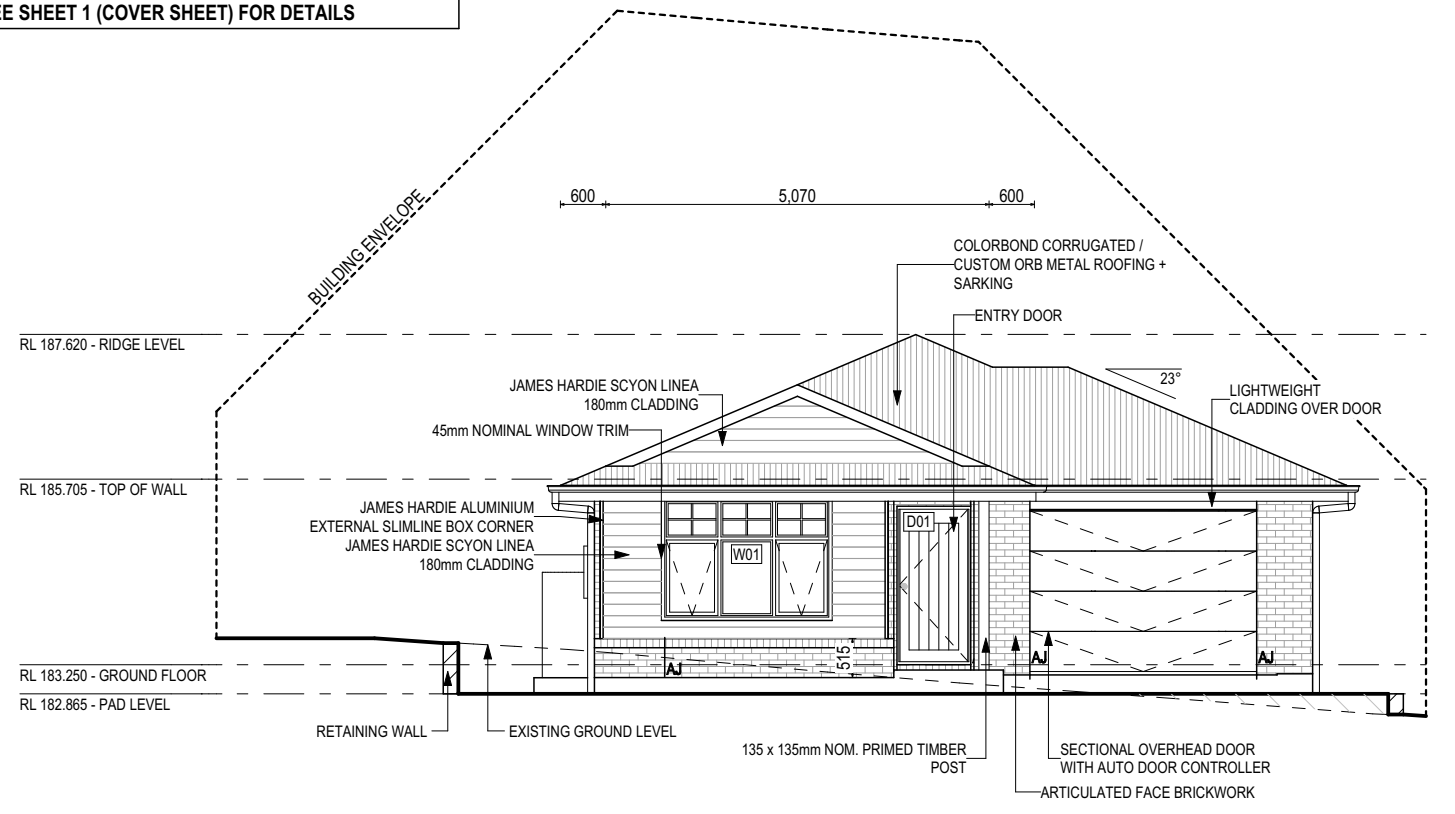 EE SHEET 1 (COVER SHEET) FOR DETAILS
BUILDING ENVELOPE
600
5,070
600
COLORBOND CORRUGATED /
CUSTOM ORB METAL ROOFING +
SARKING
ENTRY DOOR
RL 187.620 - RIDGE LEVEL
23°
JAMES HARDIE SCYON LINEA
180mm CLADDING
LIGHTWEIGHT
CLADDING OVER DOOR
45mm NOMINAL WINDOW TRIM
RL 185.705 - TOP OF WALL
JAMES HARDIE ALUMINIUM
EXTERNAL SLIMLINE BOX CORNER
JAMES HARDIE SCYON LINEA
180mm CLADDING
D01
W01
515
AJ
AJ
AJ
RL 183.250 - GROUND FLOOR
RL 182.865 - PAD LEVEL
RETAINING WALL
EXISTING GROUND LEVEL
135 x 135mm NOM. PRIMED TIMBER
POST
SECTIONAL OVERHEAD DOOR
WITH AUTO DOOR CONTROLLER
ARTICULATED FACE BRICKWORK